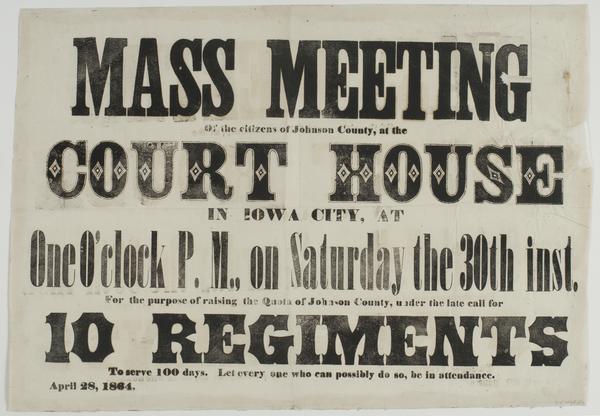 MASS MEETING
Of the citizens of Johnson County, at the
COURT HOUSE
IN IOWA CITY, AT
One O'clock P. M., on Saturday the 30th inst.
For the purpose of raising the Quota of Johnson County, under the late call for
10 REGIMENTS
To serve 100 days. Let every one who can possibly do so, be in attendance.
April 28, 1864.